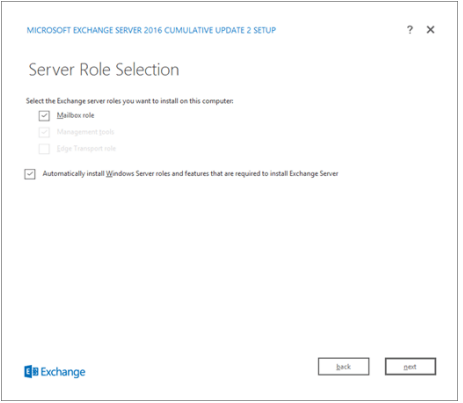 MICROSOFT EXCHANGE SERVER 2016 CUMULATIVE UPDATE 2 SETUP
?
Server Role Selection
Select the Exchange server roles you want to install on this computer:
Mailbox role
Management tools
Edge Transport role
Automatically install Windows Server roles and features that are required to install Exchange Server
Exchange
back
next